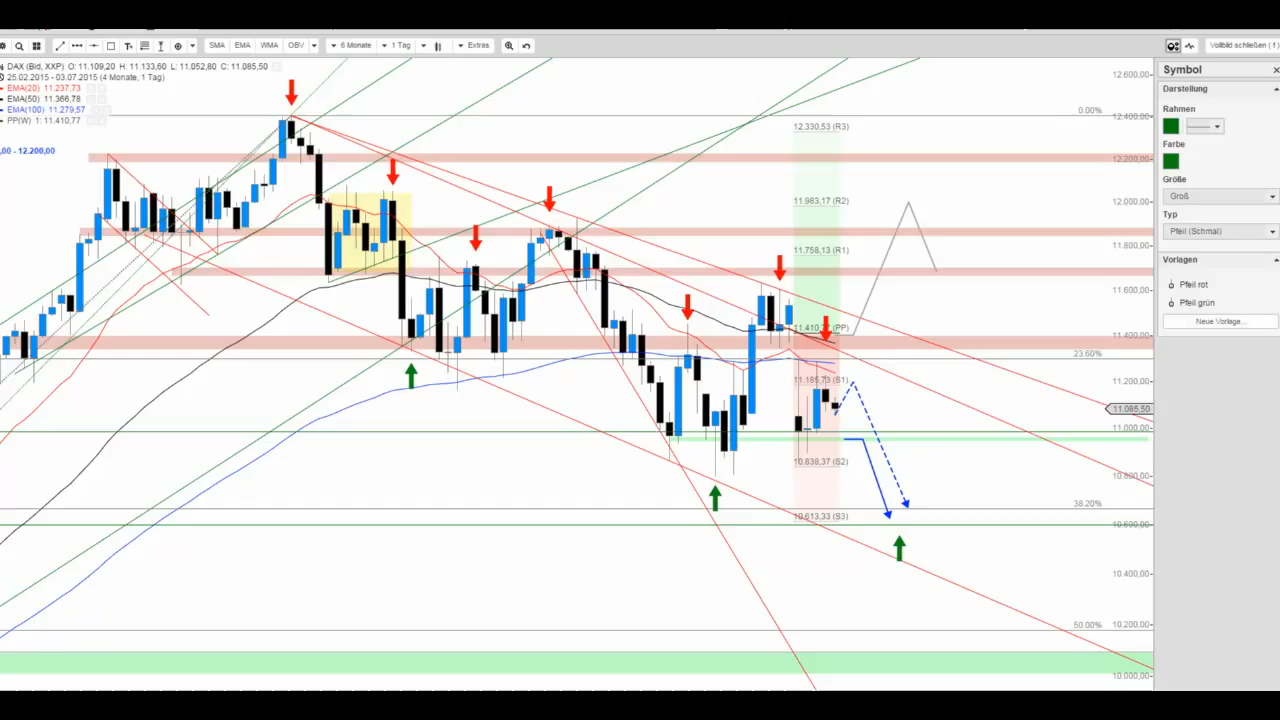 SMA EMA WMA OBV 6 Monate 1 Tag Extras Vollbild schließen (f)
DAX (Bid, XXP) O: 11.109,20 H: 11.133,60 L: 11.052,80 C: 11.085,50
25.02.2015 - 03.07.2015 (4 Monate, 1 Tag)
EMA(20) 11.237,73
EMA(50) 11.366,78
EMA(100) 11.279,57
PP(W) 1: 11.410,77
00 - 12.200,00
0.00%
12.330,53 (R3)
11.983,17 (R2)
11.758,13 (R1)
(PP)
23.60%
11.185,73 (S1)
10.838,37 (S2)
38.20%
10.613,33 (S3)
50.00%
12.600,00
12.400,00
12.200,00
12.000,00
11.800,00
11.600,00
11.400,00
11.200,00
11.085,50
11.000,00
10.800,00
10.600,00
10.400,00
10.200,00
10.000,00
Symbol
Darstellung
Rahmen
Farbe
Größe
Groß
Typ
Pfeil (Schmal)
Vorlagen
Pfeil rot
Pfeil grün
Neue Vorlage...